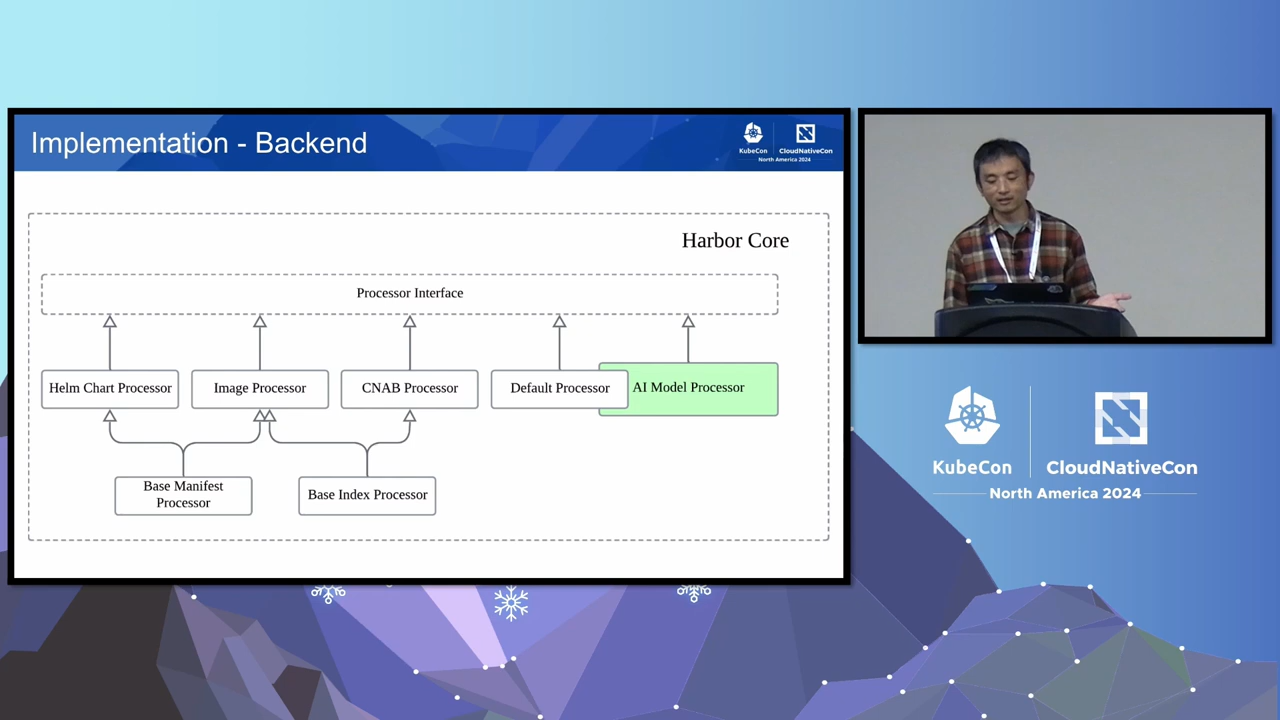 Implementation - Backend
KubeCon
CloudNativeCon
North America 2024
Harbor Core
Processor Interface
Helm Chart Processor
Image Processor
CNAB Processor
Default Processor
AI Model Processor
Base Manifest
Processor
Base Index Processor
KubeCon
CloudNativeCon
North America 2024